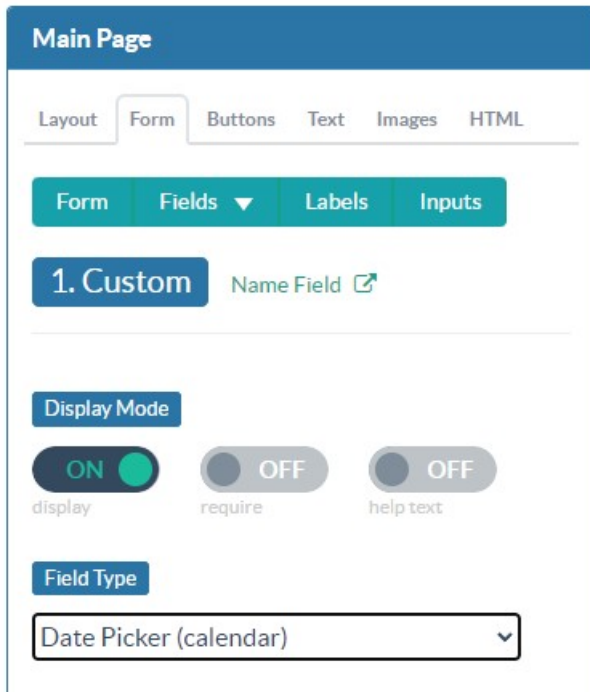 Main Page
Layout Form Buttons Text Images HTML
Form Fields Labels Inputs
1. Custom Name Field
Display Mode
ON OFF OFF
display require help text
Field Type
Date Picker (calendar)